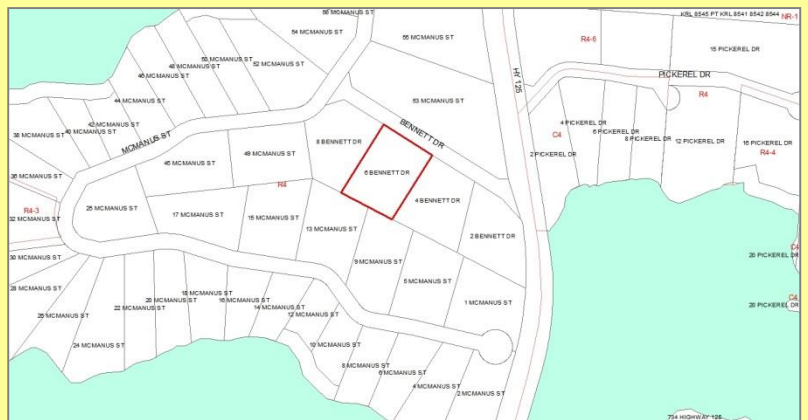 56 MCMANUS ST
KRL 8545 PT KRL 8541 8542 8544
NR-1
54 MCMANUS ST
55 MCMANUS ST
R4-6
15 PICKEREL DR
50 MCMANUS ST
52 MCMANUS ST
48 MCMANUS ST
46 MCMANUS ST
HY 125
PICKEREL DR
R4
44 MCMANUS ST
53 MCMANUS ST
42 MCMANUS ST
40 MCMANUS ST
38 MCMANUS ST
MCMANUS ST
BENNETT DR
C4
4 PICKEREL DR
6 PICKEREL DR
8 PICKEREL DR
12 PICKEREL DR
16 PICKEREL DR
R4-4
2 PICKEREL DR
8 BENNETT DR
49 MCMANUS ST
45 MCMANUS ST
36 MCMANUS ST
6 BENNETT DR
R4
4 BENNETT DR
R4-3
32 MCMANUS ST
25 MCMANUS ST
17 MCMANUS ST
15 MCMANUS ST
13 MCMANUS ST
2 BENNETT DR
C4
20 PICKEREL DR
30 MCMANUS ST
9 MCMANUS ST
5 MCMANUS ST
28 MCMANUS ST
18 MCMANUS ST
20 MCMANUS ST
16 MCMANUS ST
22 MCMANUS ST
14 MCMANUS ST
12 MCMANUS ST
1 MCMANUS ST
C4
20 PICKEREL DR
26 MCMANUS ST
24 MCMANUS ST
10 MCMANUS ST
8 MCMANUS ST
6 MCMANUS ST
4 MCMANUS ST
2 MCMANUS ST
734 HIGHWAY 125